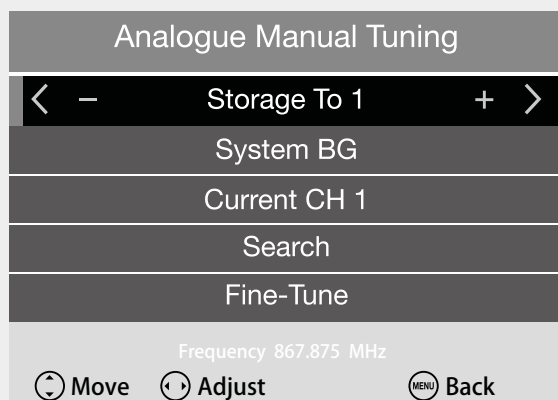 Analogue Manual Tuning
− Storage To 1 +
System BG
Current CH 1
Search
Fine-Tune
Frequency 867.875 MHz
Move Adjust MENU Back